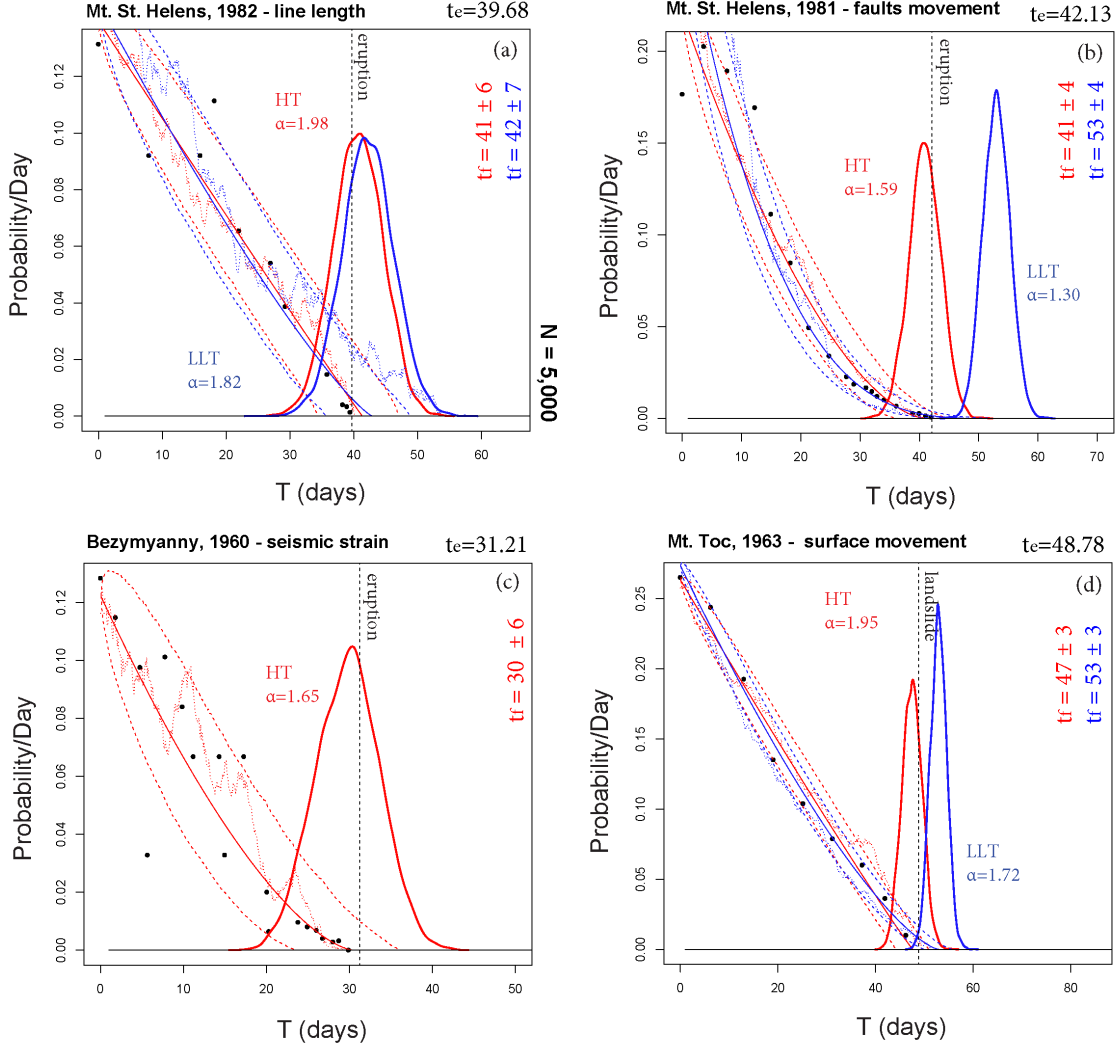 Mt. St. Helens, 1982 - line length
te=39.68
(a)
eruption
HT
α=1.98
LLT
α=1.82
tf = 41 ± 6
tf = 42 ± 7
N = 5,000
Probability/Day
0.00
0.02
0.04
0.06
0.08
0.10
0.12
0 10 20 30 40 50 60
T (days)
Mt. St. Helens, 1981 - faults movement
te=42.13
(b)
eruption
HT
α=1.59
LLT
α=1.30
tf = 41 ± 4
tf = 53 ± 4
Probability/Day
0.00
0.05
0.10
0.15
0.20
0 10 20 30 40 50 60 70
T (days)
Bezymyanny, 1960 - seismic strain
te=31.21
(c)
eruption
HT
α=1.65
tf = 30 ± 6
Probability/Day
0.00
0.02
0.04
0.06
0.08
0.10
0.12
0 10 20 30 40 50
T (days)
Mt. Toc, 1963 - surface movement
te=48.78
(d)
landslide
HT
α=1.95
LLT
α=1.72
tf = 47 ± 3
tf = 53 ± 3
Probability/Day
0.00
0.05
0.10
0.15
0.20
0.25
0 20 40 60 80
T (days)